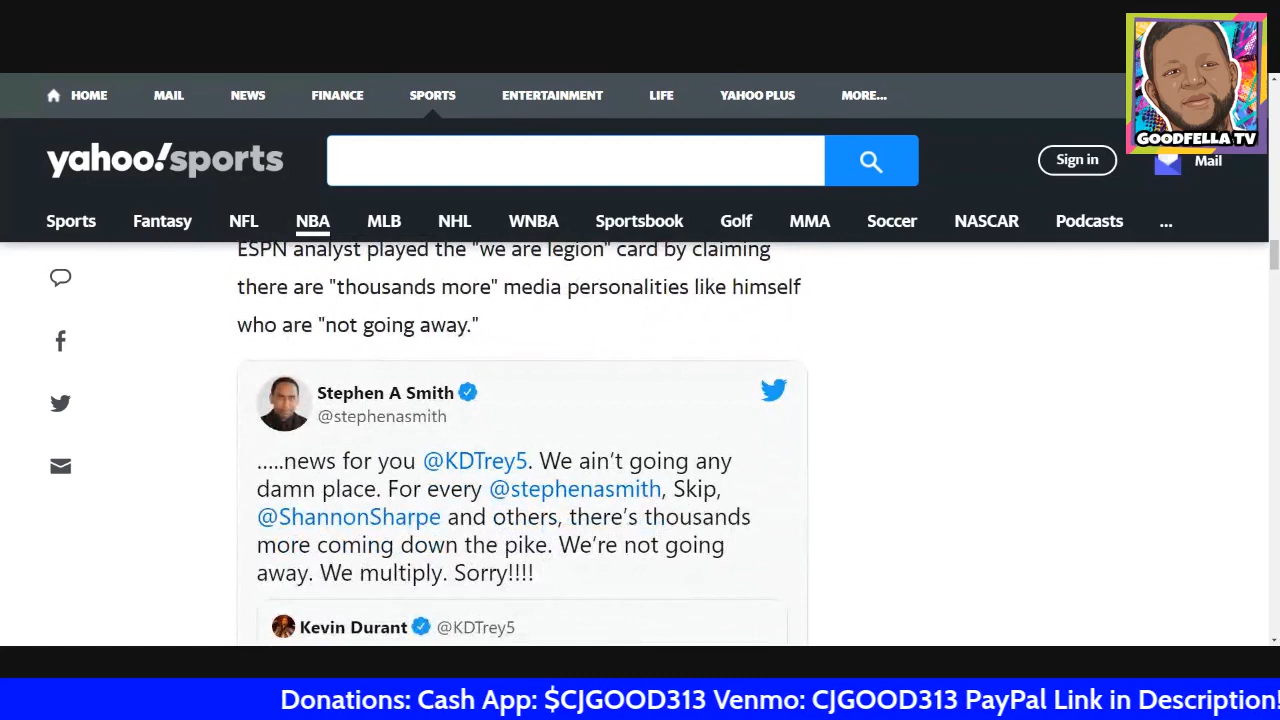 HOME MAIL NEWS FINANCE SPORTS ENTERTAINMENT LIFE YAHOO PLUS MORE...
GOODFELLA TV
yahoo!sports
Sign in
Mail
Sports Fantasy NFL NBA MLB NHL WNBA Sportsbook Golf MMA Soccer NASCAR Podcasts ...
ESPN analyst played the "we are legion" card by claiming
there are "thousands more" media personalities like himself
who are "not going away."
Stephen A Smith
@stephenasmith
.....news for you @KDTrey5. We ain’t going any
damn place. For every @stephenasmith, Skip,
@ShannonSharpe and others, there’s thousands
more coming down the pike. We’re not going
away. We multiply. Sorry!!!!
Kevin Durant @KDTrey5
Donations: Cash App: $CJGOOD313 Venmo: CJGOOD313 PayPal Link in Description!